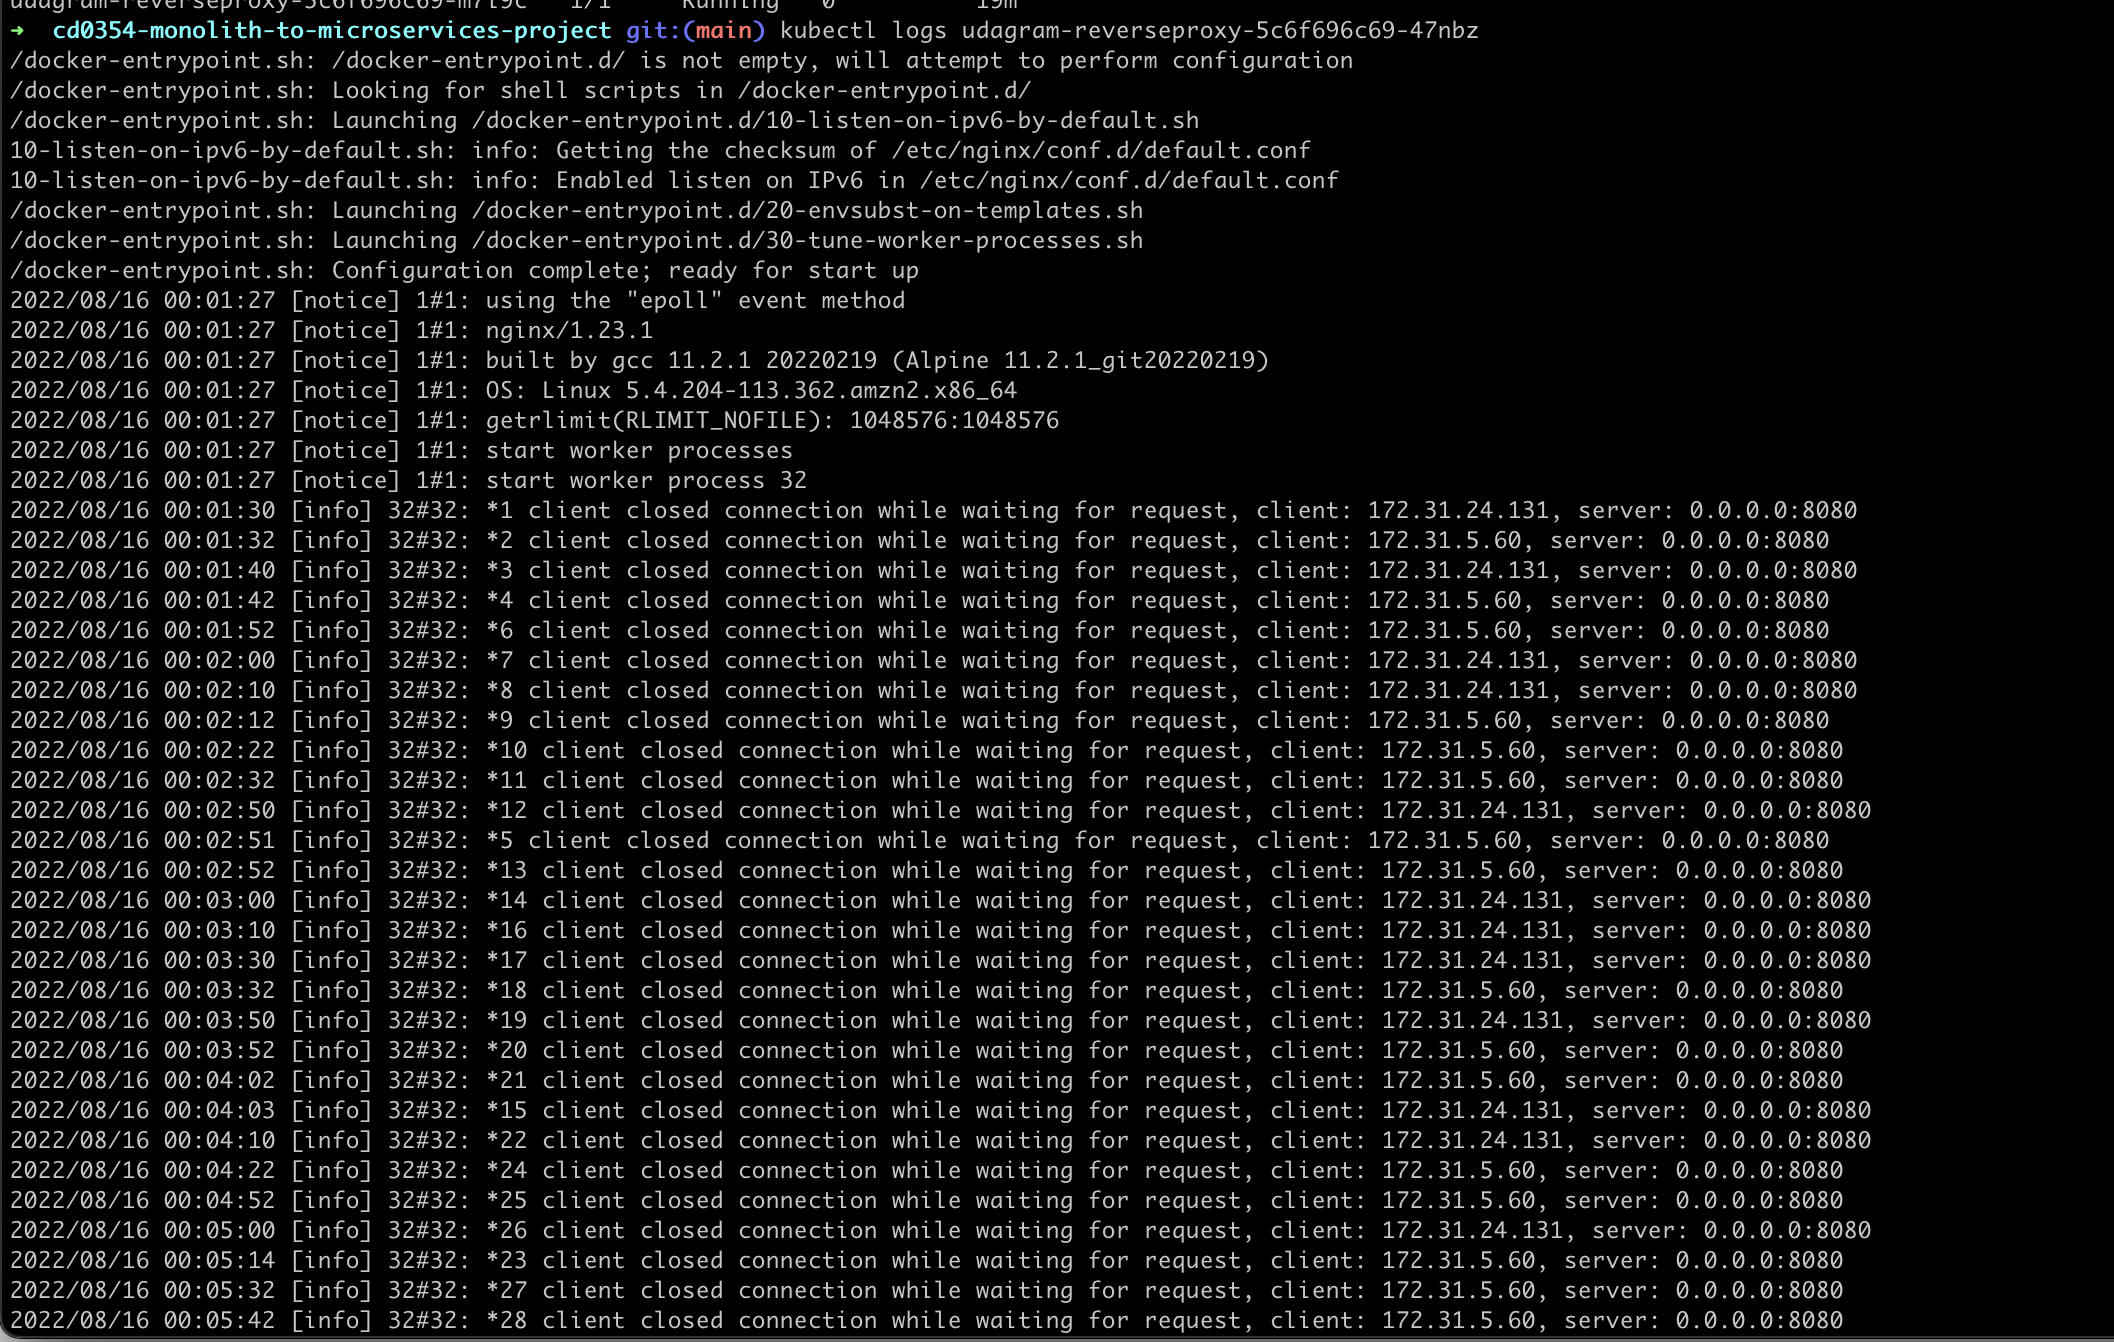 udagram-reverseproxy-5c6f696c69-m7l9c   1/1     Running   0          19m
➜  cd0354-monolith-to-microservices-project git:(main) kubectl logs udagram-reverseproxy-5c6f696c69-47nbz
/docker-entrypoint.sh: /docker-entrypoint.d/ is not empty, will attempt to perform configuration
/docker-entrypoint.sh: Looking for shell scripts in /docker-entrypoint.d/
/docker-entrypoint.sh: Launching /docker-entrypoint.d/10-listen-on-ipv6-by-default.sh
10-listen-on-ipv6-by-default.sh: info: Getting the checksum of /etc/nginx/conf.d/default.conf
10-listen-on-ipv6-by-default.sh: info: Enabled listen on IPv6 in /etc/nginx/conf.d/default.conf
/docker-entrypoint.sh: Launching /docker-entrypoint.d/20-envsubst-on-templates.sh
/docker-entrypoint.sh: Launching /docker-entrypoint.d/30-tune-worker-processes.sh
/docker-entrypoint.sh: Configuration complete; ready for start up
2022/08/16 00:01:27 [notice] 1#1: using the "epoll" event method
2022/08/16 00:01:27 [notice] 1#1: nginx/1.23.1
2022/08/16 00:01:27 [notice] 1#1: built by gcc 11.2.1 20220219 (Alpine 11.2.1_git20220219)
2022/08/16 00:01:27 [notice] 1#1: OS: Linux 5.4.204-113.362.amzn2.x86_64
2022/08/16 00:01:27 [notice] 1#1: getrlimit(RLIMIT_NOFILE): 1048576:1048576
2022/08/16 00:01:27 [notice] 1#1: start worker processes
2022/08/16 00:01:27 [notice] 1#1: start worker process 32
2022/08/16 00:01:30 [info] 32#32: *1 client closed connection while waiting for request, client: 172.31.24.131, server: 0.0.0.0:8080
2022/08/16 00:01:32 [info] 32#32: *2 client closed connection while waiting for request, client: 172.31.5.60, server: 0.0.0.0:8080
2022/08/16 00:01:40 [info] 32#32: *3 client closed connection while waiting for request, client: 172.31.24.131, server: 0.0.0.0:8080
2022/08/16 00:01:42 [info] 32#32: *4 client closed connection while waiting for request, client: 172.31.5.60, server: 0.0.0.0:8080
2022/08/16 00:01:52 [info] 32#32: *6 client closed connection while waiting for request, client: 172.31.5.60, server: 0.0.0.0:8080
2022/08/16 00:02:00 [info] 32#32: *7 client closed connection while waiting for request, client: 172.31.24.131, server: 0.0.0.0:8080
2022/08/16 00:02:10 [info] 32#32: *8 client closed connection while waiting for request, client: 172.31.24.131, server: 0.0.0.0:8080
2022/08/16 00:02:12 [info] 32#32: *9 client closed connection while waiting for request, client: 172.31.5.60, server: 0.0.0.0:8080
2022/08/16 00:02:22 [info] 32#32: *10 client closed connection while waiting for request, client: 172.31.5.60, server: 0.0.0.0:8080
2022/08/16 00:02:32 [info] 32#32: *11 client closed connection while waiting for request, client: 172.31.5.60, server: 0.0.0.0:8080
2022/08/16 00:02:50 [info] 32#32: *12 client closed connection while waiting for request, client: 172.31.24.131, server: 0.0.0.0:8080
2022/08/16 00:02:51 [info] 32#32: *5 client closed connection while waiting for request, client: 172.31.5.60, server: 0.0.0.0:8080
2022/08/16 00:02:52 [info] 32#32: *13 client closed connection while waiting for request, client: 172.31.5.60, server: 0.0.0.0:8080
2022/08/16 00:03:00 [info] 32#32: *14 client closed connection while waiting for request, client: 172.31.24.131, server: 0.0.0.0:8080
2022/08/16 00:03:10 [info] 32#32: *16 client closed connection while waiting for request, client: 172.31.24.131, server: 0.0.0.0:8080
2022/08/16 00:03:30 [info] 32#32: *17 client closed connection while waiting for request, client: 172.31.24.131, server: 0.0.0.0:8080
2022/08/16 00:03:32 [info] 32#32: *18 client closed connection while waiting for request, client: 172.31.5.60, server: 0.0.0.0:8080
2022/08/16 00:03:50 [info] 32#32: *19 client closed connection while waiting for request, client: 172.31.24.131, server: 0.0.0.0:8080
2022/08/16 00:03:52 [info] 32#32: *20 client closed connection while waiting for request, client: 172.31.5.60, server: 0.0.0.0:8080
2022/08/16 00:04:02 [info] 32#32: *21 client closed connection while waiting for request, client: 172.31.5.60, server: 0.0.0.0:8080
2022/08/16 00:04:03 [info] 32#32: *15 client closed connection while waiting for request, client: 172.31.24.131, server: 0.0.0.0:8080
2022/08/16 00:04:10 [info] 32#32: *22 client closed connection while waiting for request, client: 172.31.24.131, server: 0.0.0.0:8080
2022/08/16 00:04:22 [info] 32#32: *24 client closed connection while waiting for request, client: 172.31.5.60, server: 0.0.0.0:8080
2022/08/16 00:04:52 [info] 32#32: *25 client closed connection while waiting for request, client: 172.31.5.60, server: 0.0.0.0:8080
2022/08/16 00:05:00 [info] 32#32: *26 client closed connection while waiting for request, client: 172.31.24.131, server: 0.0.0.0:8080
2022/08/16 00:05:14 [info] 32#32: *23 client closed connection while waiting for request, client: 172.31.5.60, server: 0.0.0.0:8080
2022/08/16 00:05:32 [info] 32#32: *27 client closed connection while waiting for request, client: 172.31.5.60, server: 0.0.0.0:8080
2022/08/16 00:05:42 [info] 32#32: *28 client closed connection while waiting for request, client: 172.31.5.60, server: 0.0.0.0:8080